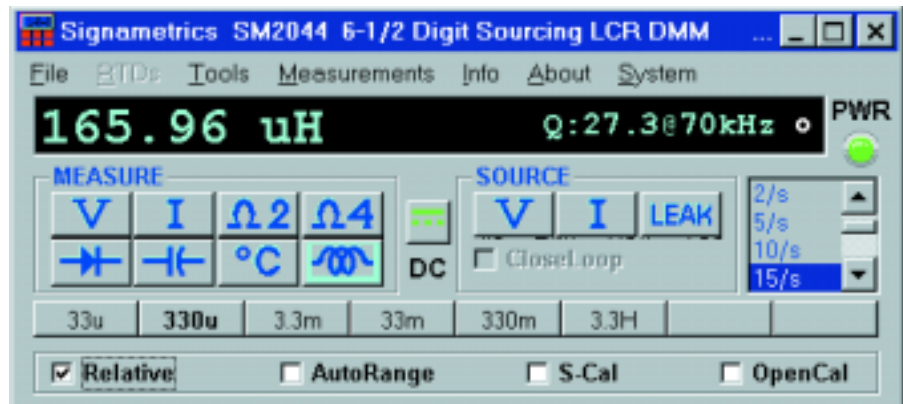 Signametrics SM2044 6-1/2 Digit Sourcing LCR DMM ...
File RTDs Tools Measurements Info About System
165.96 uH Q:27.3@70kHz
PWR
MEASURE
V I Ω2 Ω4
°C
DC
SOURCE
V I LEAK
CloseLoop
2/s
5/s
10/s
15/s
33u 330u 3.3m 33m 330m 3.3H
Relative AutoRange S-Cal OpenCal